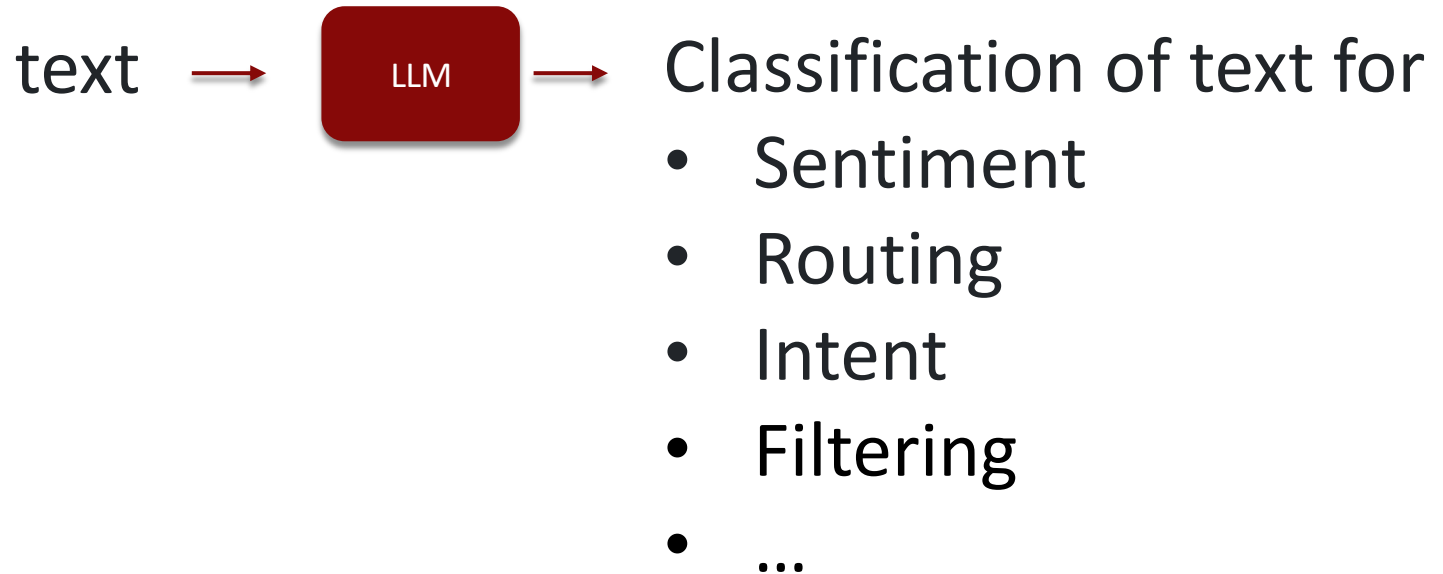 text
LLM
Classification of text for
• Sentiment
• Routing
• Intent
• Filtering
• ...